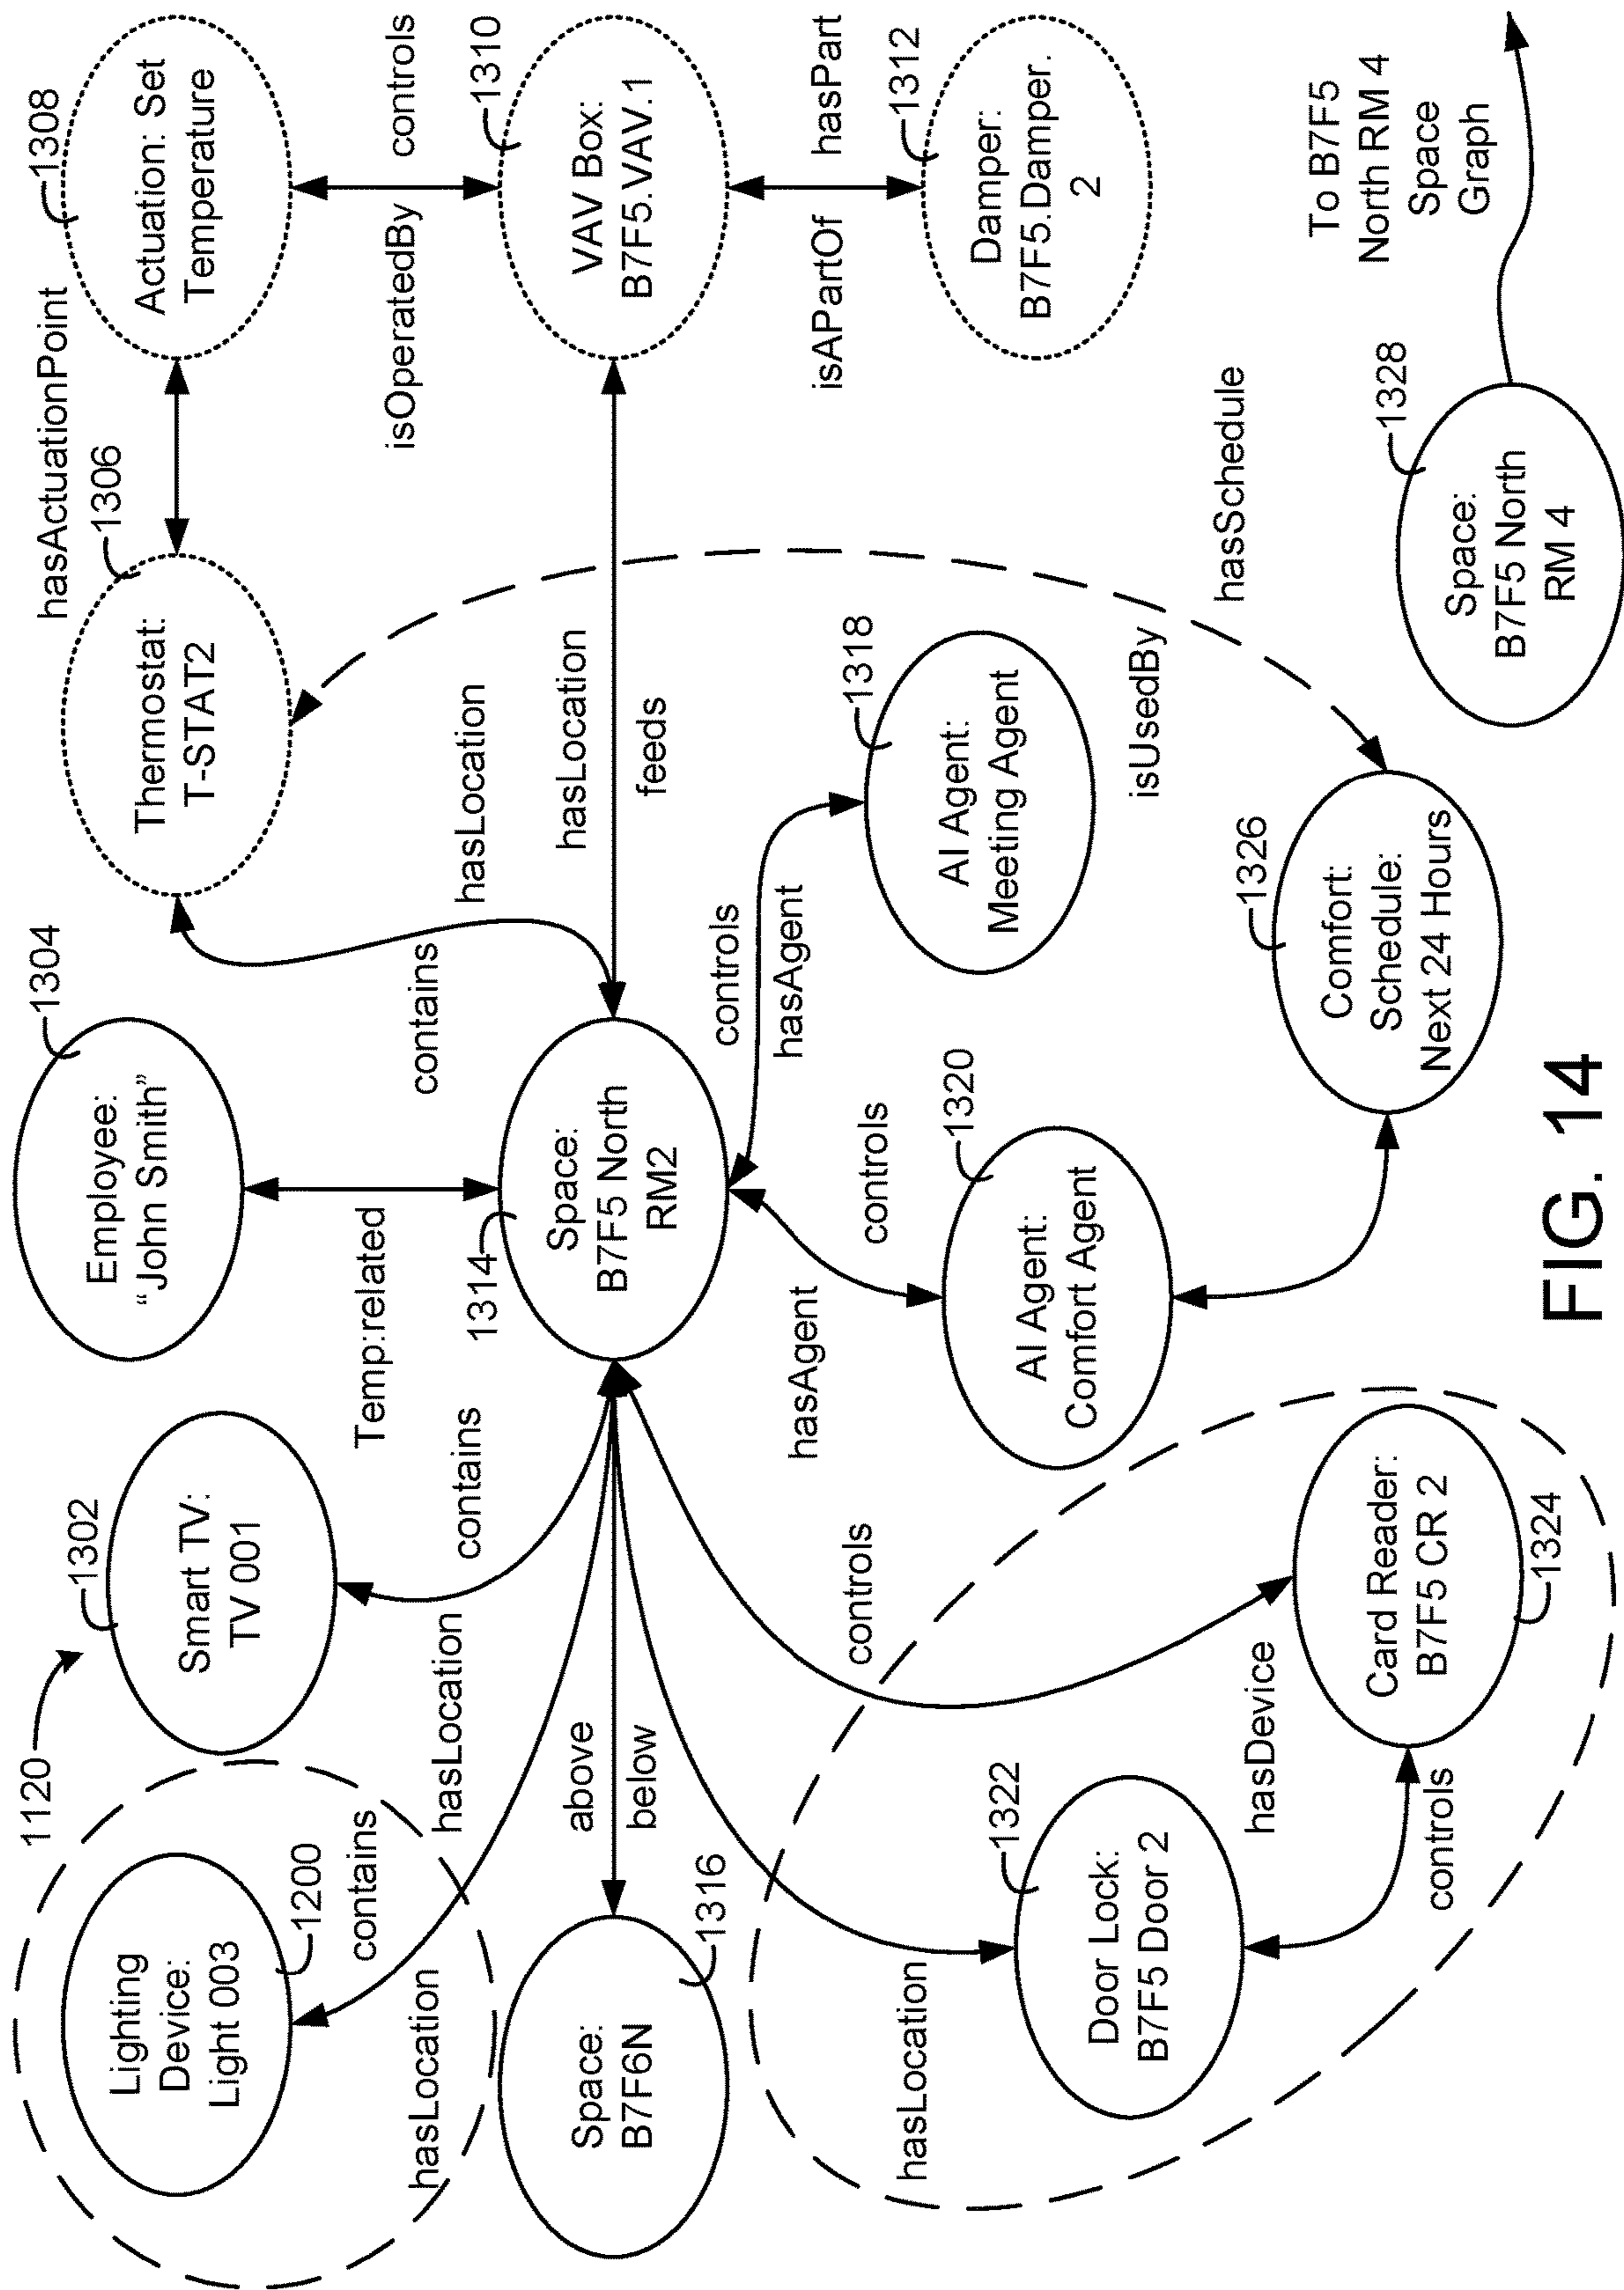 1120
Lighting
Device:
Light 003
1200
contains
hasLocation
Smart TV:
TV 001
1302
contains
hasLocation
Employee:
“John Smith”
1304
Temp:related
Thermostat:
T-STAT2
1306
contains
hasLocation
hasActuationPoint
Actuation: Set
Temperature
1308
isOperatedBy
controls
Space:
B7F6N
1316
above
below
Space:
B7F5 North
RM2
1314
hasLocation
feeds
VAV Box:
B7F5.VAV.1
1310
isAPartOf
hasPart
Damper:
B7F5.Damper.
2
1312
hasLocation
Door Lock:
B7F5 Door 2
1322
hasDevice
controls
controls
Card Reader:
B7F5 CR 2
1324
hasAgent
controls
AI Agent:
Comfort Agent
1320
controls
hasAgent
AI Agent:
Meeting Agent
1318
isUsedBy
hasSchedule
Comfort:
Schedule:
Next 24 Hours
1326
Space:
B7F5 North
RM 4
1328
To B7F5
North RM 4
Space
Graph
FIG. 14